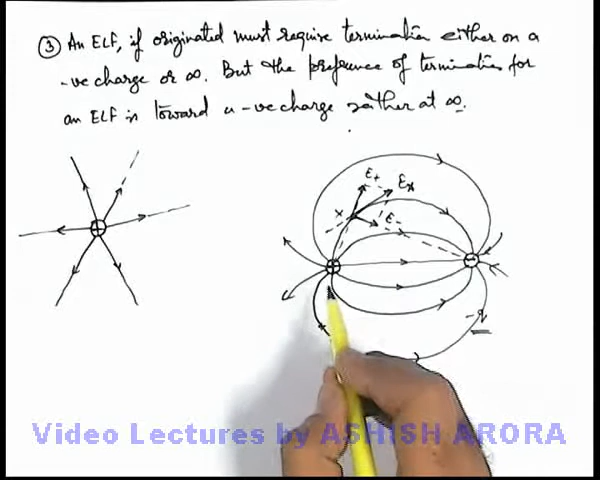 ③ An ELF, if originated must require termination either on a
-ve charge or ∞. But the prefrence of termination for
an ELF is toward a -ve charge rather at ∞.
E+ Ex
x E-
+ + -
-q
Video Lectures by ASHISH ARORA